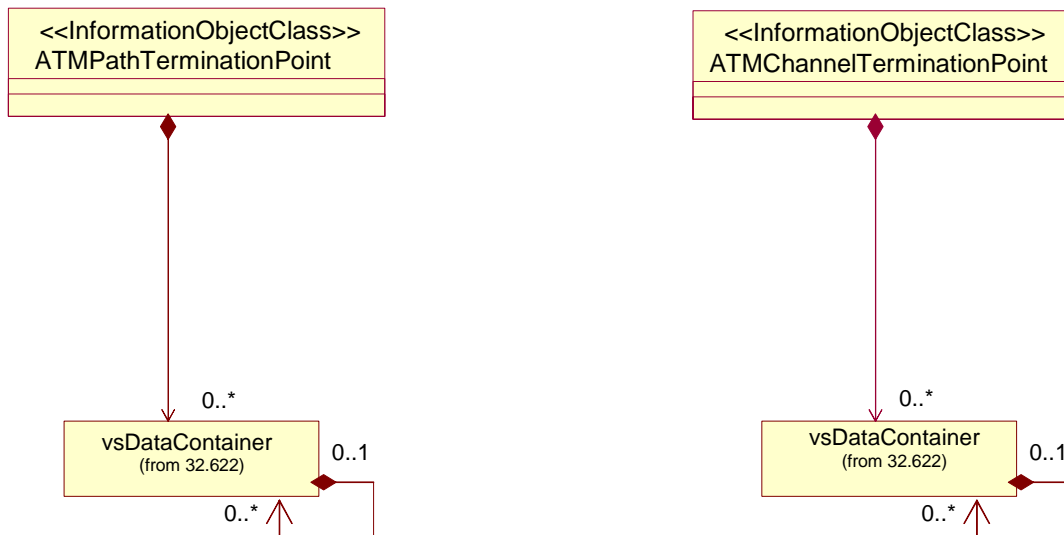 <<InformationObjectClass>>
ATMPathTerminationPoint
0..*
vsDataContainer
(from 32.622)
0..1
0..*
<<InformationObjectClass>>
ATMChannelTerminationPoint
0..*
vsDataContainer
(from 32.622)
0..1
0..*